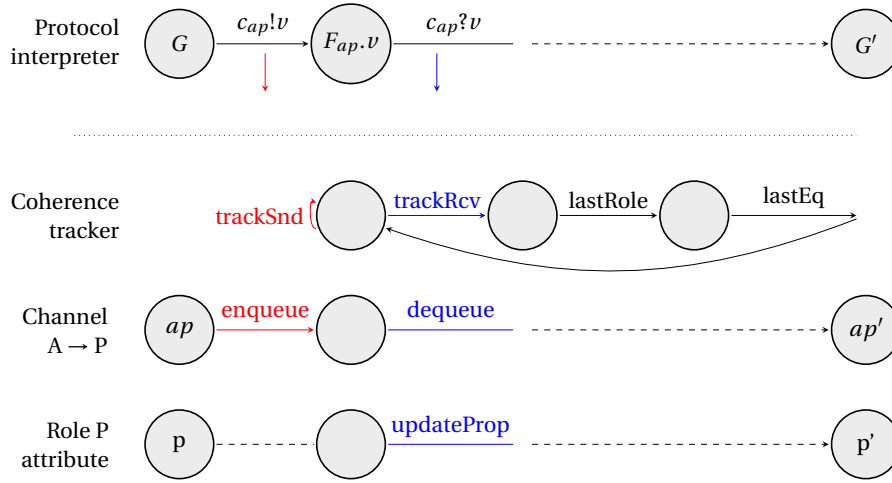 Protocol
interpreter
G
c_ap!v
F_ap.v
c_ap?v
G′
Coherence
tracker
trackSnd
trackRcv
lastRole
lastEq
Channel
A → P
ap
enqueue
dequeue
ap′
Role P
attribute
p
updateProp
p'